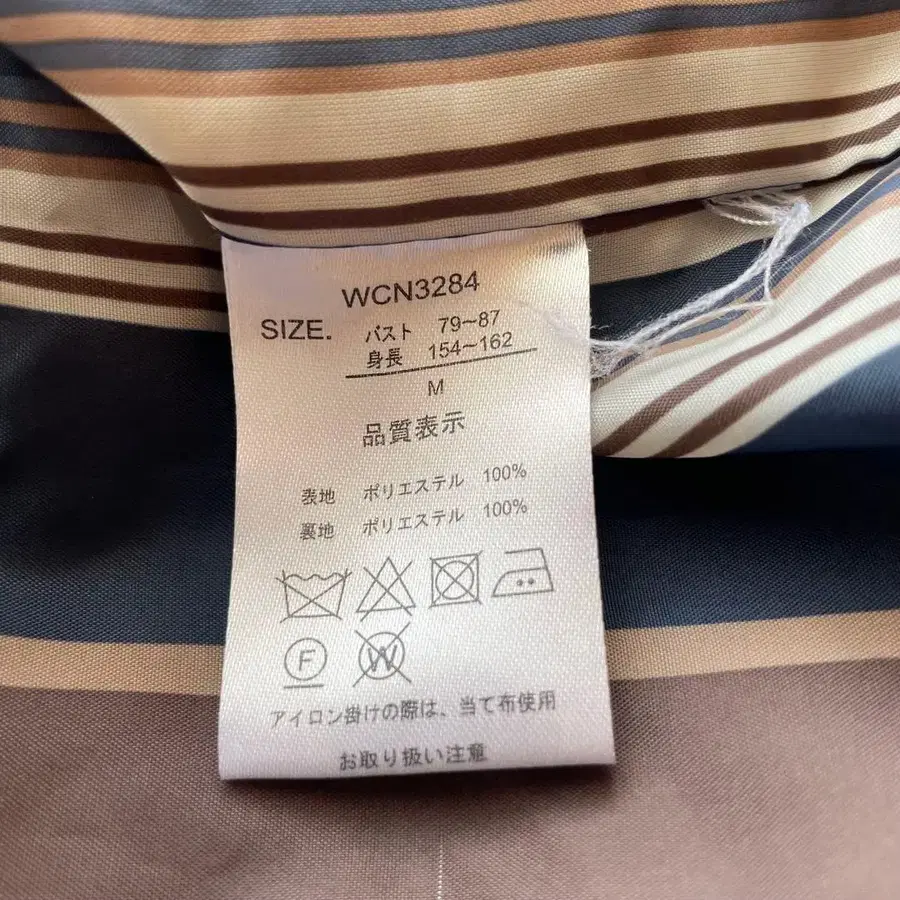 WCN3284
SIZE. バスト 79~87
身長 154~162
M
品質表示
表地 ポリエステル 100%
裏地 ポリエステル 100%
F W
アイロン掛けの際は、当て布使用
お取り扱い注意